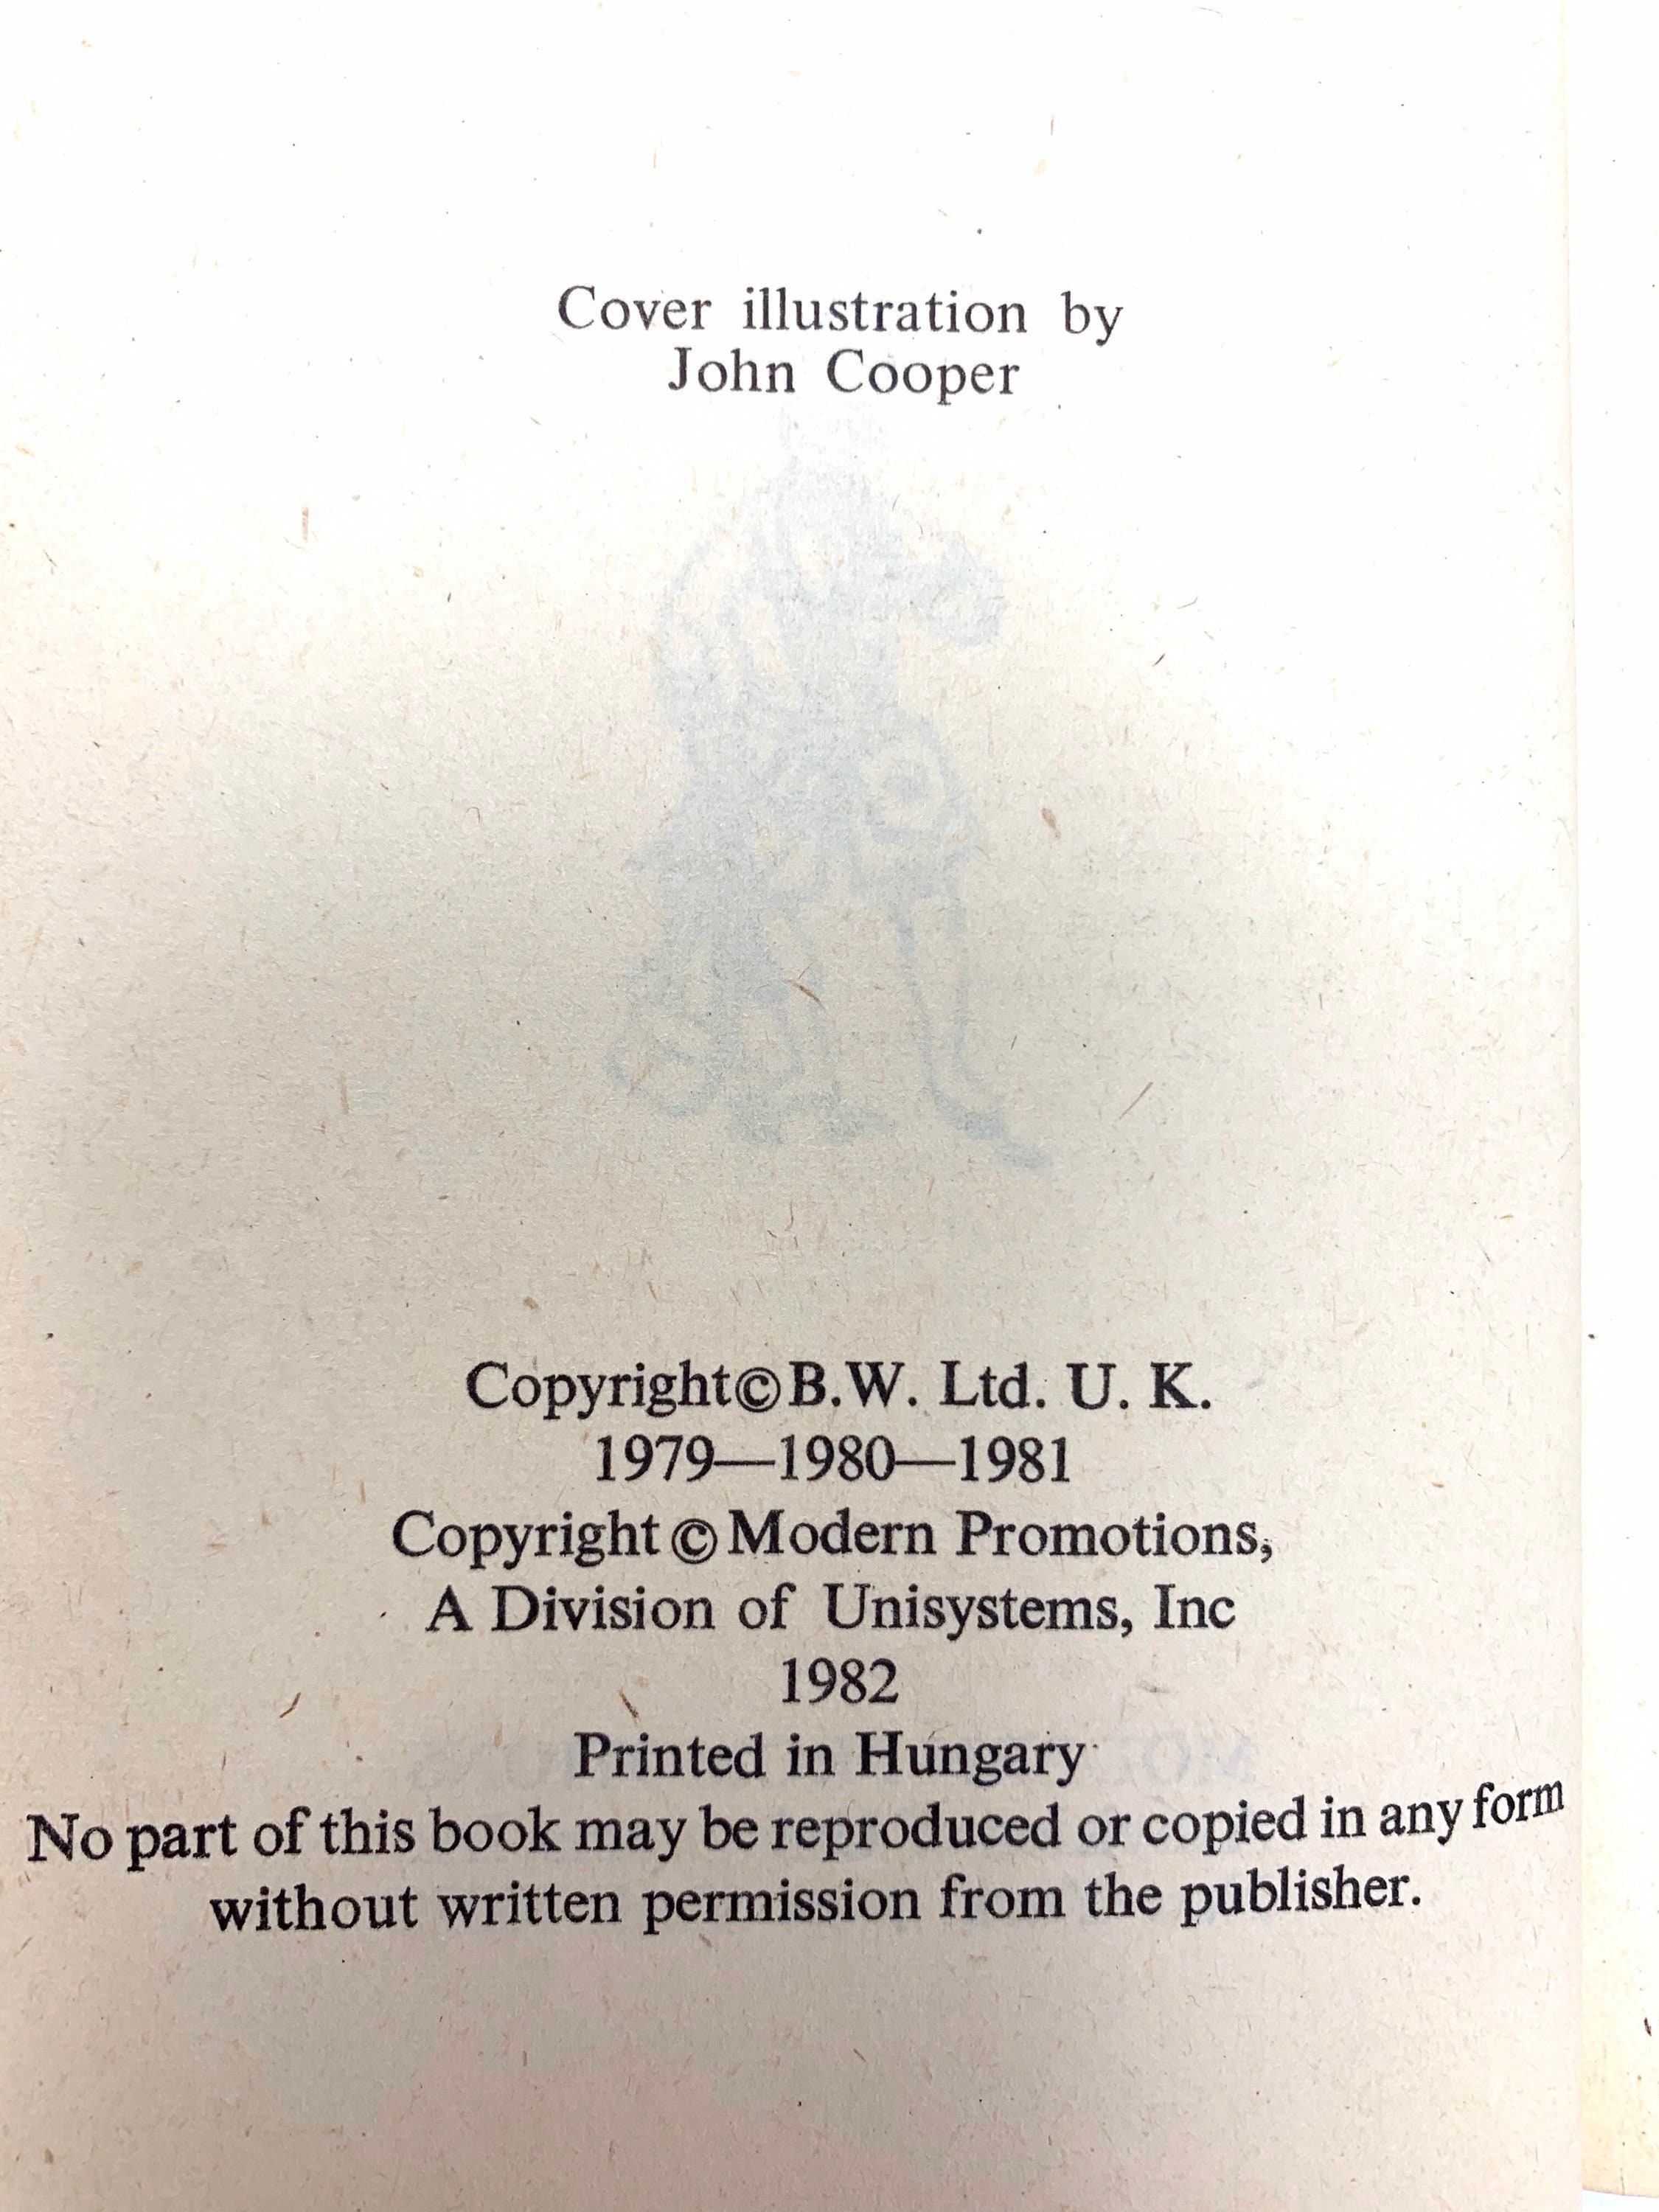 Cover illustration by
John Cooper
Copyright©B.W. Ltd. U. K.
1979—1980—1981
Copyright © Modern Promotions,
A Division of Unisystems, Inc
1982
Printed in Hungary
No part of this book may be reproduced or copied in any form
without written permission from the publisher.